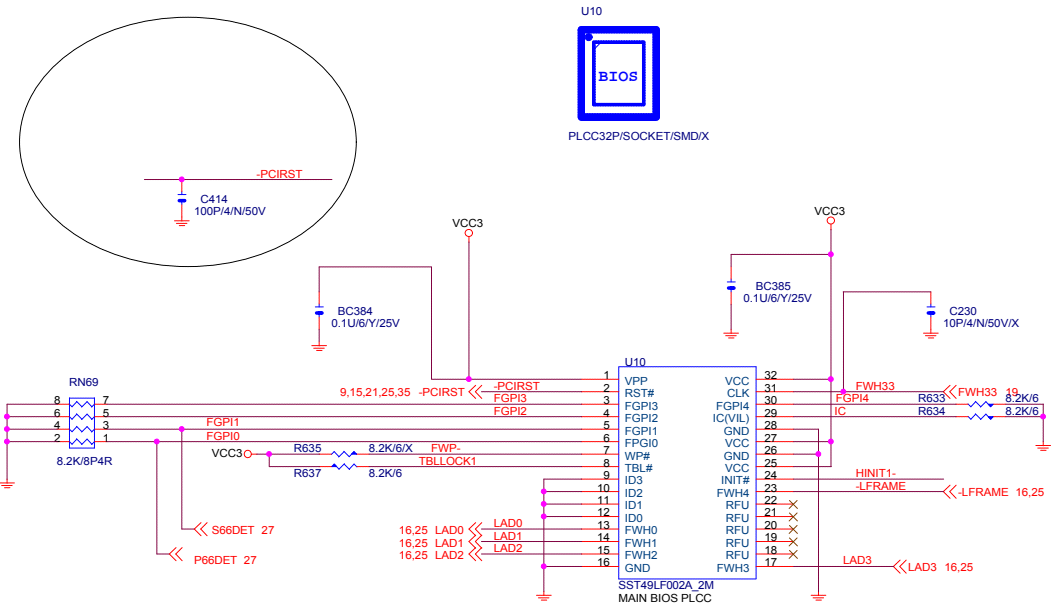 U10
BIOS
PLCC32P/SOCKET/SMD/X
-PCIRST
C414
100P/4/N/50V
VCC3
VCC3
BC384
0.1U/6/Y/25V
BC385
0.1U/6/Y/25V
C230
10P/4/N/50V/X
U10
RN69
8 7
6 5
4 3
2 1
8.2K/8P4R
9,15,21,25,35 -PCIRST
-PCIRST
FGPI3
FGPI2
FGPI1
FGPI0
VCC3
R635 8.2K/6/X FWP-
R637 8.2K/6 TBLLOCK1
S66DET 27
P66DET 27
16,25 LAD0 LAD0
16,25 LAD1 LAD1
16,25 LAD2 LAD2
1 VPP VCC 32
2 RST# CLK 31
3 FGPI3 FGPI4 30
4 FGPI2 IC(VIL) 29
5 FGPI1 GND 28
6 FPGI0 VCC 27
7 WP# GND 26
8 TBL# VCC 25
9 ID3 INIT# 24
10 ID2 FWH4 23
11 ID1 RFU 22
12 ID0 RFU 21
13 FWH0 RFU 20
14 FWH1 RFU 19
15 FWH2 RFU 18
16 GND FWH3 17
FWH33 FWH33 19
FGPI4 R633 8.2K/6
IC R634 8.2K/6
HINIT1-
-LFRAME -LFRAME 16,25
LAD3 LAD3 16,25
SST49LF002A_2M
MAIN BIOS PLCC